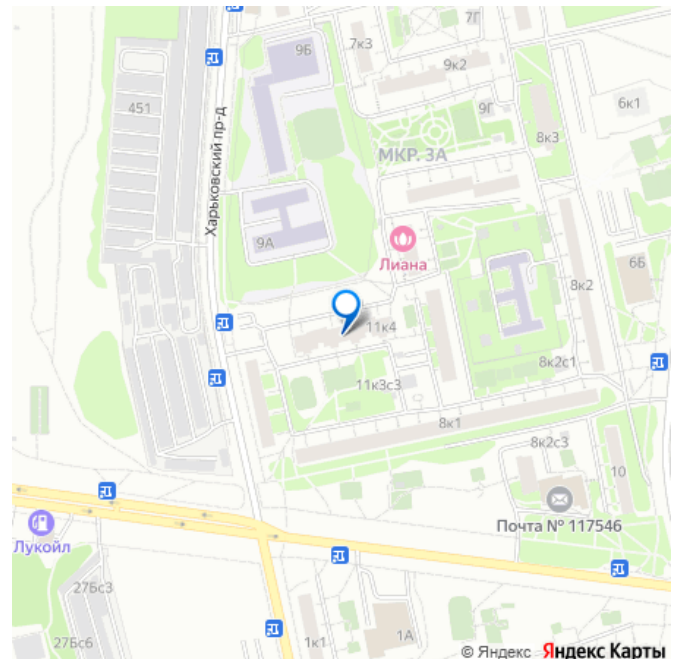 7Г
9Б
7к3
9к2
451
9Г
6к1
8к3
МКР. 3А
Харьковский пр-д
9А
Лиана
6Б
8к2
11к4
8к2с1
11к3с3
8к1
8к2с3
10
Почта № 117546
Лукойл
27Бс3
1к1
1А
27Бс6
© Яндекс Яндекс Карты